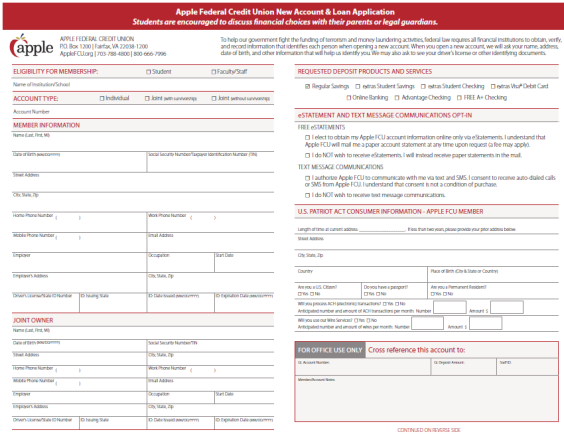 Apple Federal Credit Union New Account & Loan Application
Students are encouraged to discuss financial choices with their parents or legal guardians.
apple
APPLE FEDERAL CREDIT UNION
P.O. Box 1200 | Fairfax, VA 22038-1200
AppleFCU.org | 703-788-4800 | 800-666-7996
To help our government fight the funding of terrorism and money laundering activities, federal law requires all financial institutions to obtain, verify,
and record information that identifies each person when opening a new account. When you open a new account, we will ask your name, address,
date of birth, and other information that will help us identify you. We may also ask to see your driver's license or other identifying documents.
ELIGIBILITY FOR MEMBERSHIP: Student Faculty/Staff
Name of Institution/School
ACCOUNT TYPE: Individual Joint (with survivorship) Joint (without survivorship)
Account Number
MEMBER INFORMATION
Name (Last, First, MI)
Date of Birth (MM/DD/YYYY) Social Security Number/Taxpayer Identification Number (TIN)
Street Address
City, State, Zip
Home Phone Number ( ) Work Phone Number ( )
Mobile Phone Number ( ) Email Address
Employer Occupation Start Date
Employer's Address City, State, Zip
Driver's License/State ID Number ID Issuing State ID Date Issued (MM/DD/YYYY) ID Expiration Date (MM/DD/YYYY)
JOINT OWNER
Name (Last, First, MI)
Date of Birth (MM/DD/YYYY) Social Security Number/TIN
Street Address City, State, Zip
Home Phone Number ( ) Work Phone Number ( )
Mobile Phone Number ( ) Email Address
Employer Occupation Start Date
Employer's Address City, State, Zip
Driver's License/State ID Number ID Issuing State ID Date Issued (MM/DD/YYYY) ID Expiration Date (MM/DD/YYYY)
REQUESTED DEPOSIT PRODUCTS AND SERVICES
Regular Savings extras Student Savings extras Student Checking extras Visa® Debit Card
Online Banking Advantage Checking FREE A+ Checking
eSTATEMENT AND TEXT MESSAGE COMMUNICATIONS OPT-IN
FREE eSTATEMENTS
I elect to obtain my Apple FCU account information online only via eStatements. I understand that
Apple FCU will mail me a paper account statement at any time upon request (a fee may apply).
I do NOT wish to receive eStatements. I will instead receive paper statements in the mail.
TEXT MESSAGE COMMUNICATIONS
I authorize Apple FCU to communicate with me via text and SMS. I consent to receive auto-dialed calls
or SMS from Apple FCU. I understand that consent is not a condition of purchase.
I do NOT wish to receive text message communications.
U.S. PATRIOT ACT CONSUMER INFORMATION - APPLE FCU MEMBER
Length of time at current address: If less than two years, please provide your prior address below.
Street Address
City, State, Zip
Country Place of Birth (City & State or Country)
Are you a U.S. Citizen? Do you have a passport? Are you a Permanent Resident?
Yes No Yes No Yes No
Will you process ACH (electronic) transactions? Yes No
Anticipated number and amount of ACH transactions per month: Number Amount $
Will you use our Wire Services? Yes No
Anticipated number and amount of wires per month: Number Amount $
FOR OFFICE USE ONLY Cross reference this account to:
Account Number Deposit Amount Staff ID
Member/Account Notes
CONTINUED ON REVERSE SIDE